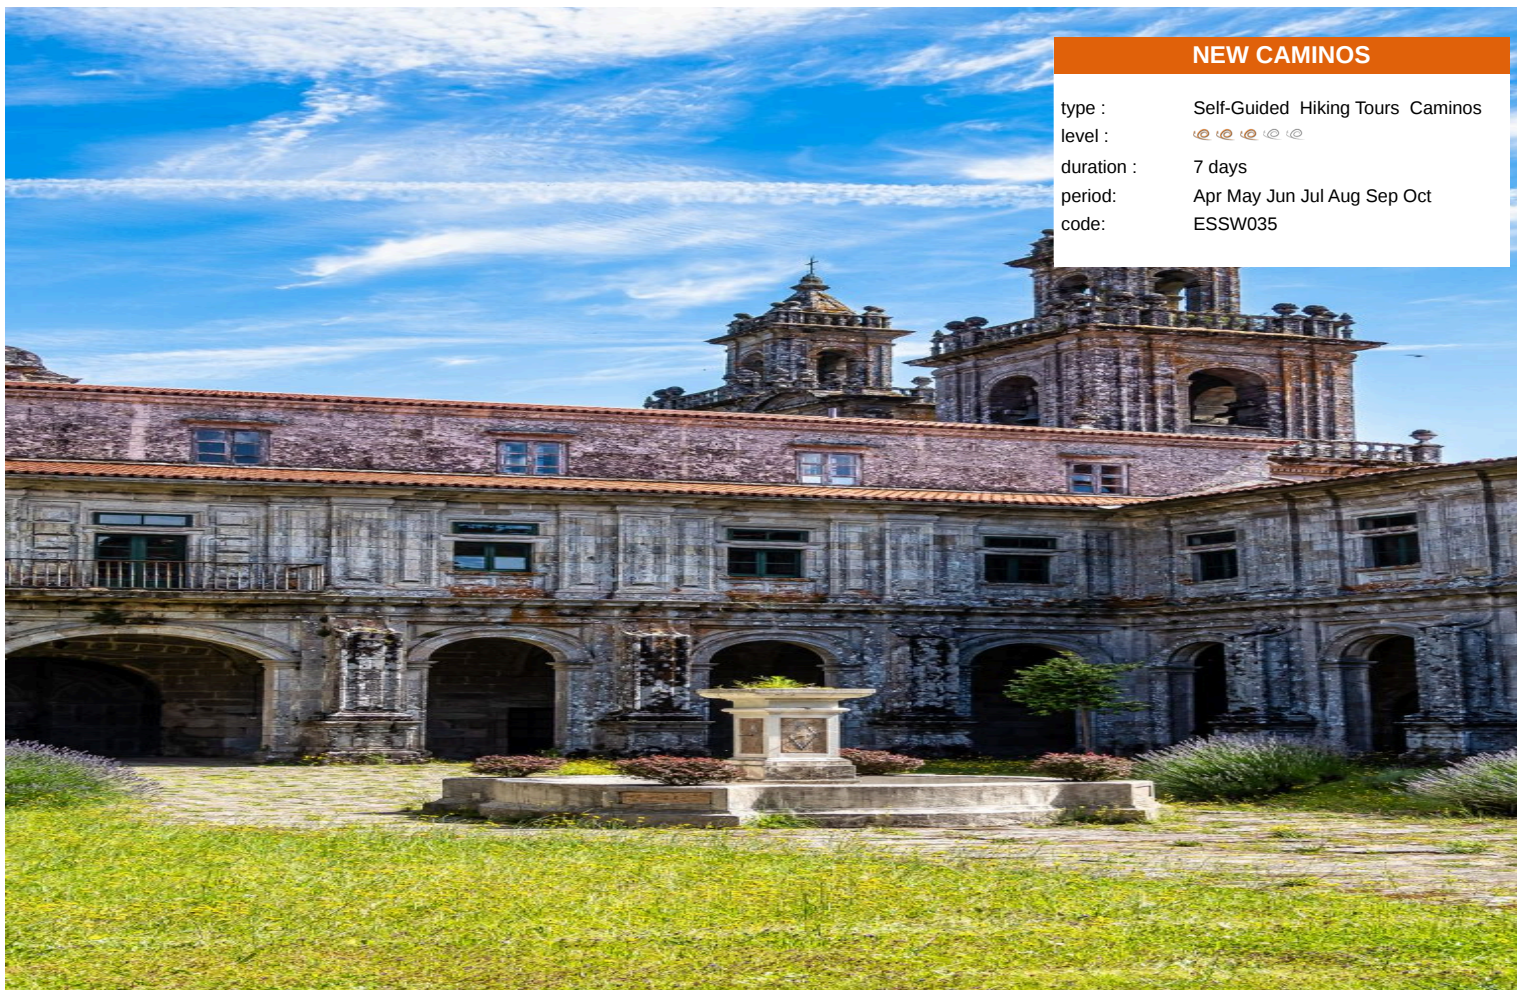 NEW CAMINOS
type : Self-Guided Hiking Tours Caminos
level :
duration : 7 days
period: Apr May Jun Jul Aug Sep Oct
code: ESSW035